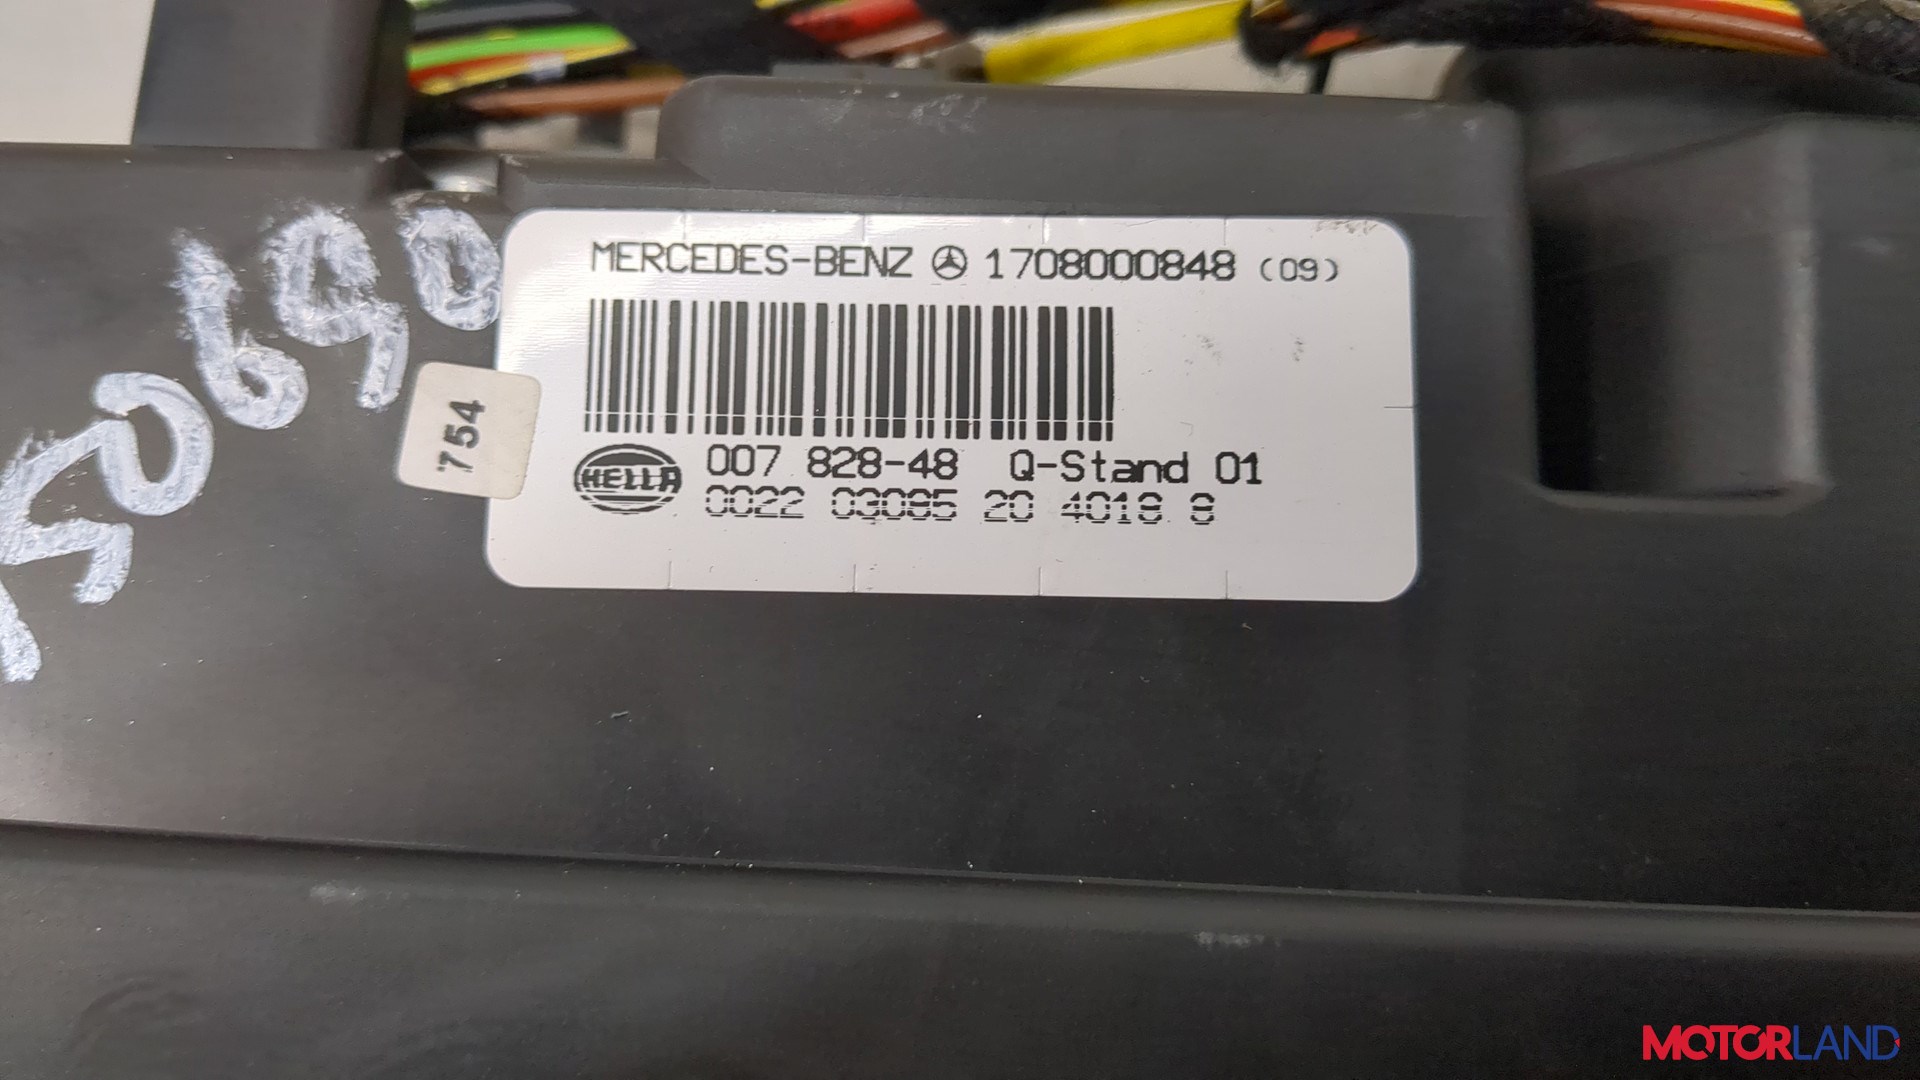 MERCEDES-BENZ 1708000848 (09)
HELLA 007 828-48 Q-Stand 01
0022 03085 20 4018 8
754
MOTORLAND